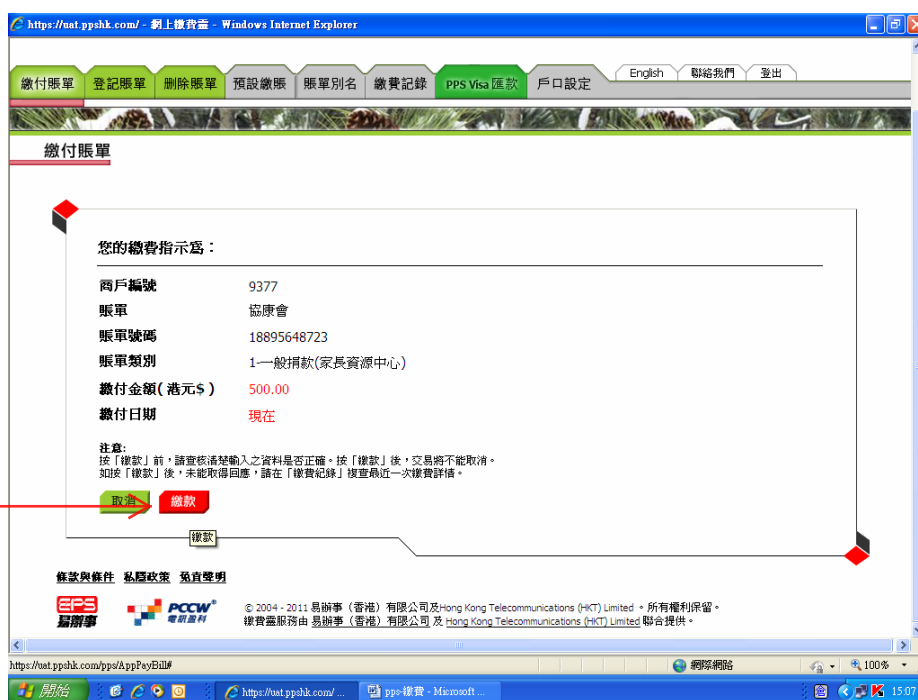 https://uat.ppshk.com/ - 網上繳費靈 - Windows Internet Explorer
繳付賬單 登記賬單 刪除賬單 預設繳賬 賬單別名 繳費記錄 PPS Visa 匯款 戶口設定 English 聯絡我們 登出
繳付賬單
您的繳費指示為：
商戶編號 9377
賬單 協康會
賬單號碼 18895648723
賬單類別 1-一般捐款(家長資源中心)
繳付金額( 港元$ ) 500.00
繳付日期 現在
注意:
按「繳款」前，請查核清楚輸入之資料是否正確。按「繳款」後，交易將不能取消。
如按「繳款」後，未能取得回應，請在「繳費紀錄」複查最近一次繳費詳情。
取消 繳款
繳款
條款與條件 私隱政策 免責聲明
EPS 易辦事 PCCW 電訊盈科
© 2004 - 2011 易辦事（香港）有限公司及Hong Kong Telecommunications (HKT) Limited 。所有權利保留。
繳費靈服務由 易辦事（香港）有限公司 及 Hong Kong Telecommunications (HKT) Limited 聯合提供。
https://uat.ppshk.com/pps/AppPayBill# 網際網路 100%
開始 https://uat.ppshk.com/ ... pps-繳費 - Microsoft ... 15:07